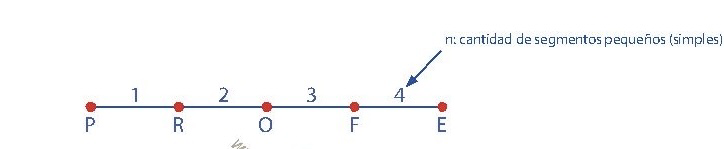 n: cantidad de segmentos pequeños (simples)
1 2 3 4
P R O F E